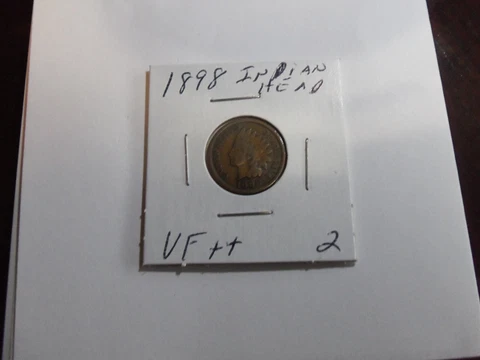 1898 INDIAN
HEAD
VF++ 2